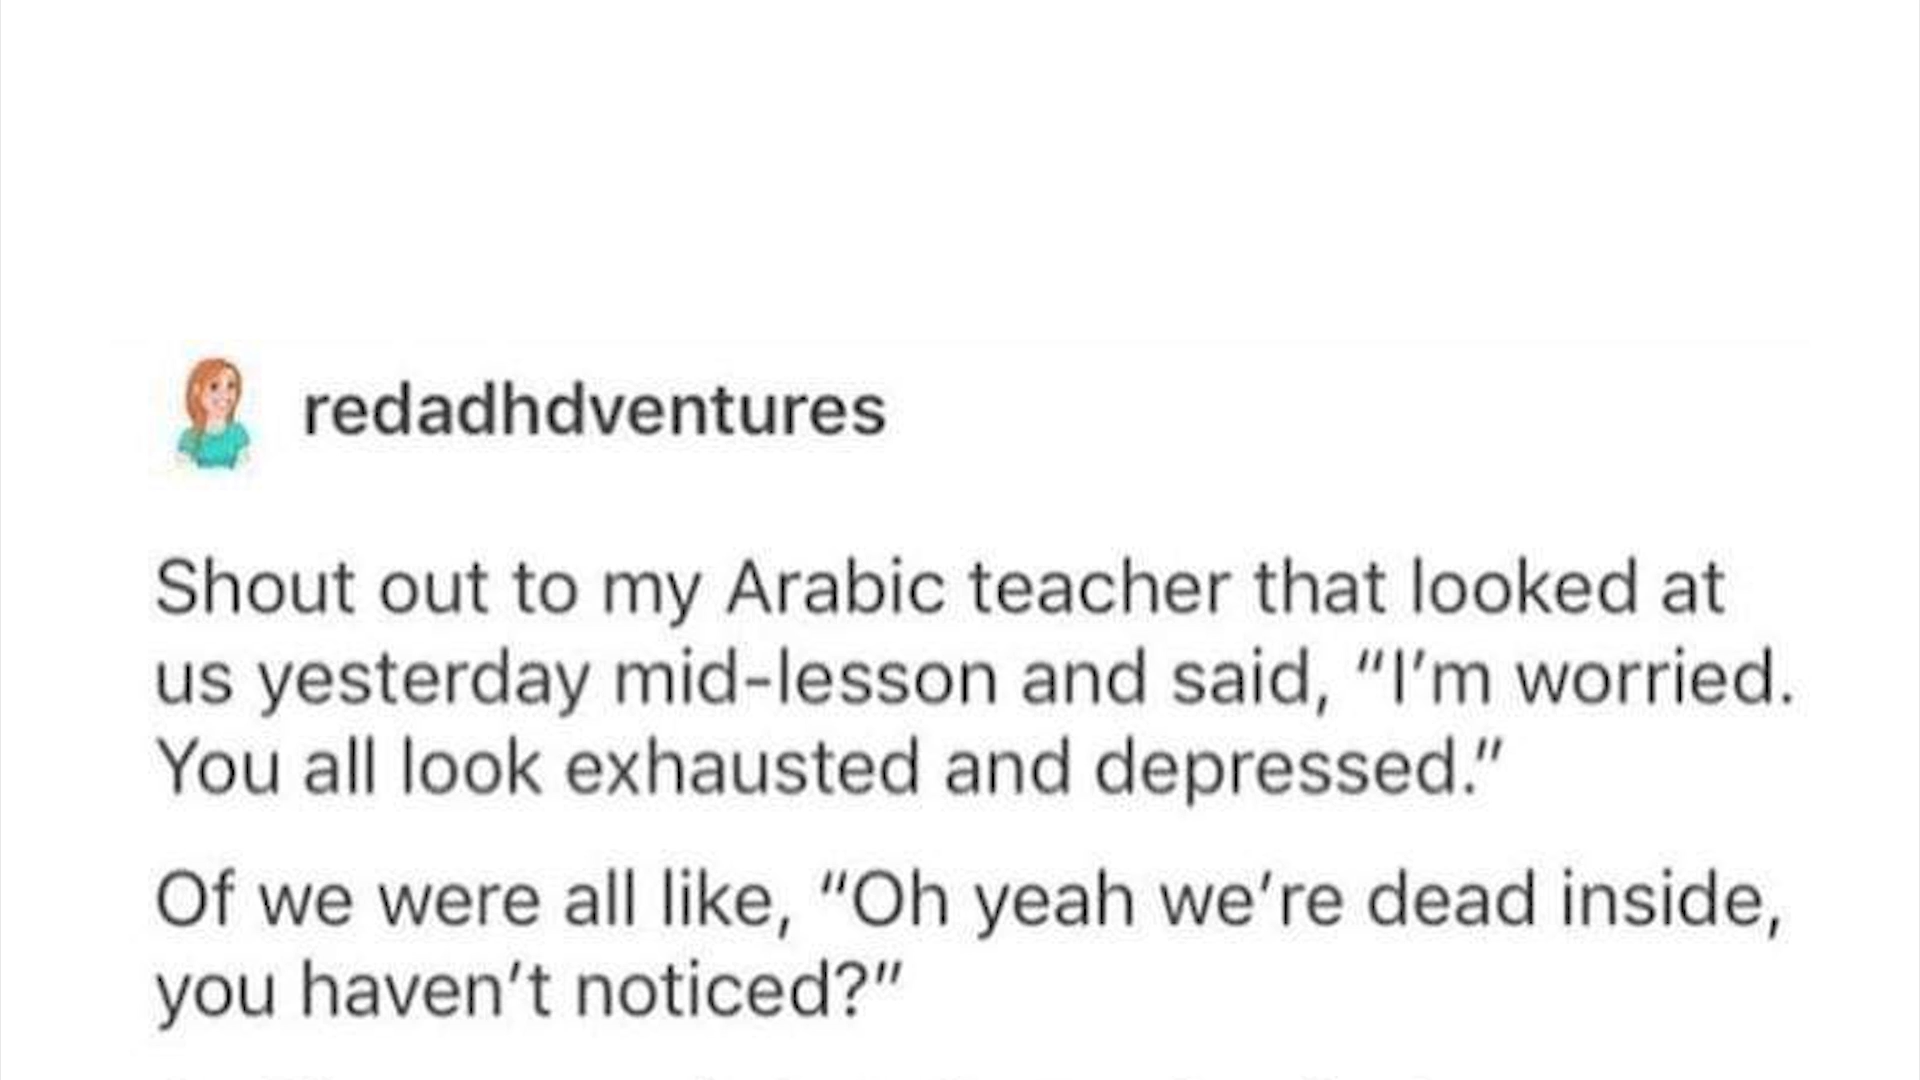 redadhdventures
Shout out to my Arabic teacher that looked at
us yesterday mid-lesson and said, “I’m worried.
You all look exhausted and depressed.”
Of we were all like, “Oh yeah we’re dead inside,
you haven’t noticed?”